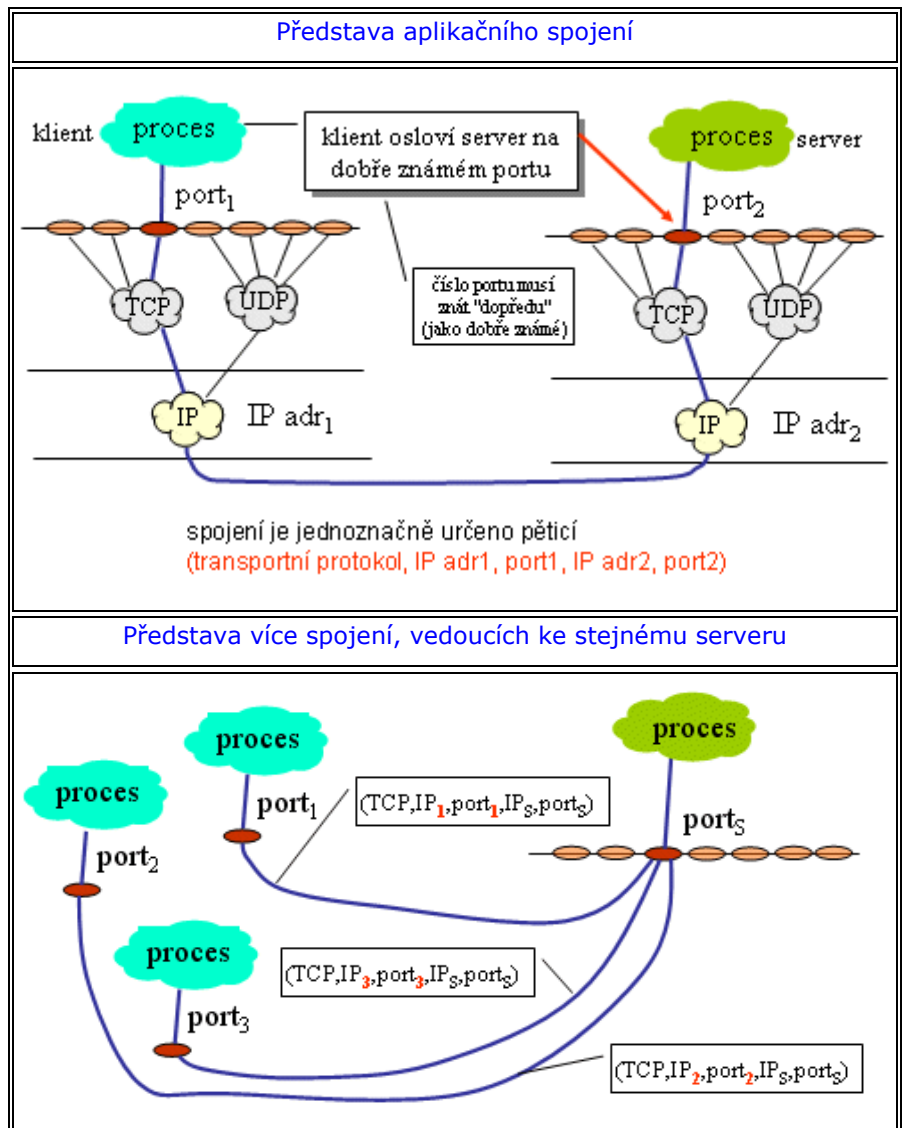 Představa aplikačního spojení
klient
proces
klient osloví server na
dobře známém portu
proces
server
port1
port2
číslo portu musí
znát "dopředu"
(jako dobře známé)
TCP
UDP
TCP
UDP
IP
IP adr1
IP
IP adr2
spojení je jednoznačně určeno pěticí
(transportní protokol, IP adr1, port1, IP adr2, port2)
Představa více spojení, vedoucích ke stejnému serveru
proces
proces
proces
port1
(TCP,IP1,port1,IPS,portS)
portS
port2
proces
(TCP,IP3,port3,IPS,portS)
port3
(TCP,IP2,port2,IPS,portS)